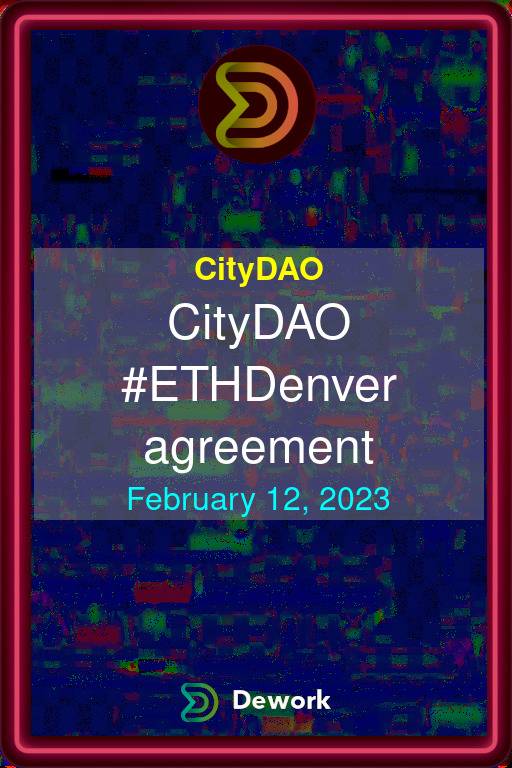 CityDAO
CityDAO
#ETHDenver
agreement
February 12, 2023
Dework